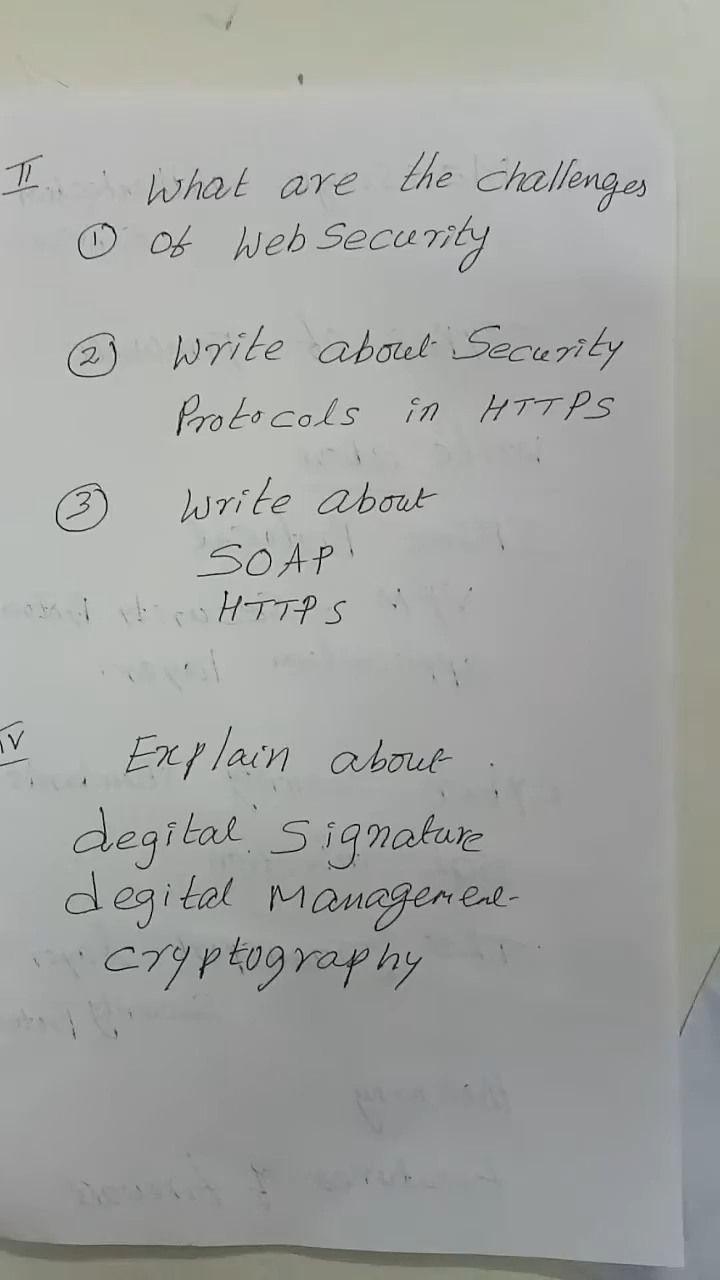 II What are the challenges
① of Web Security
② Write about Security
Protocols in HTTPS
③ Write about
SOAP
HTTPS
IV Explain about
degital Signature
degital Management
cryptography